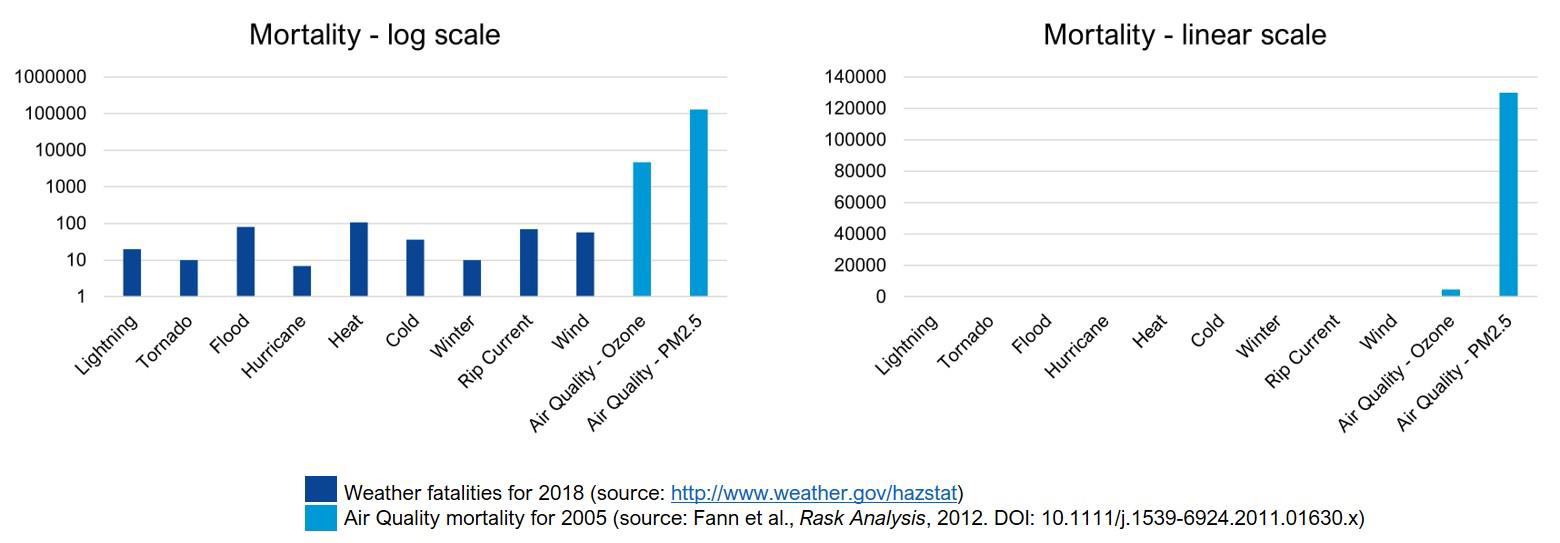 Mortality - log scale
1000000
100000
10000
1000
100
10
1
Lightning
Tornado
Flood
Hurricane
Heat
Cold
Winter
Rip Current
Wind
Air Quality - Ozone
Air Quality - PM2.5
Mortality - linear scale
140000
120000
100000
80000
60000
40000
20000
0
Lightning
Tornado
Flood
Hurricane
Heat
Cold
Winter
Rip Current
Wind
Air Quality - Ozone
Air Quality - PM2.5
Weather fatalities for 2018 (source: http://www.weather.gov/hazstat)
Air Quality mortality for 2005 (source: Fann et al., Rask Analysis, 2012. DOI: 10.1111/j.1539-6924.2011.01630.x)